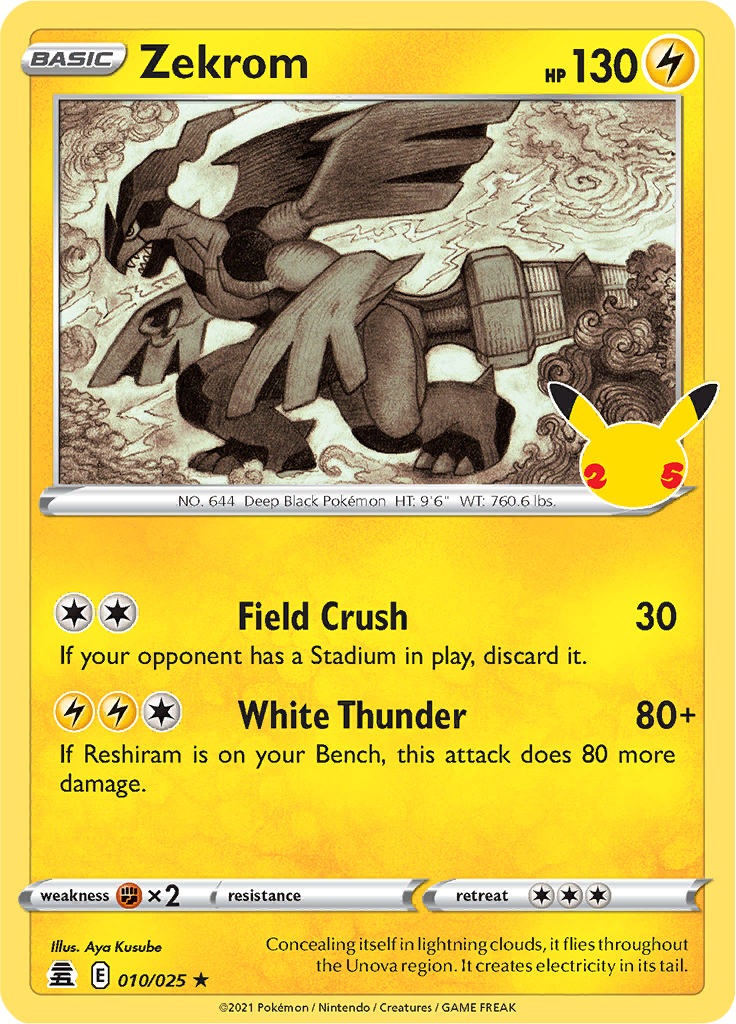 BASIC Zekrom HP 130
25
NO. 644 Deep Black Pokémon HT: 9'6" WT: 760.6 lbs.
Field Crush 30
If your opponent has a Stadium in play, discard it.
White Thunder 80+
If Reshiram is on your Bench, this attack does 80 more
damage.
weakness ×2 resistance retreat
Illus. Aya Kusube
Concealing itself in lightning clouds, it flies throughout
the Unova region. It creates electricity in its tail.
E 010/025 ★
©2021 Pokémon / Nintendo / Creatures / GAME FREAK